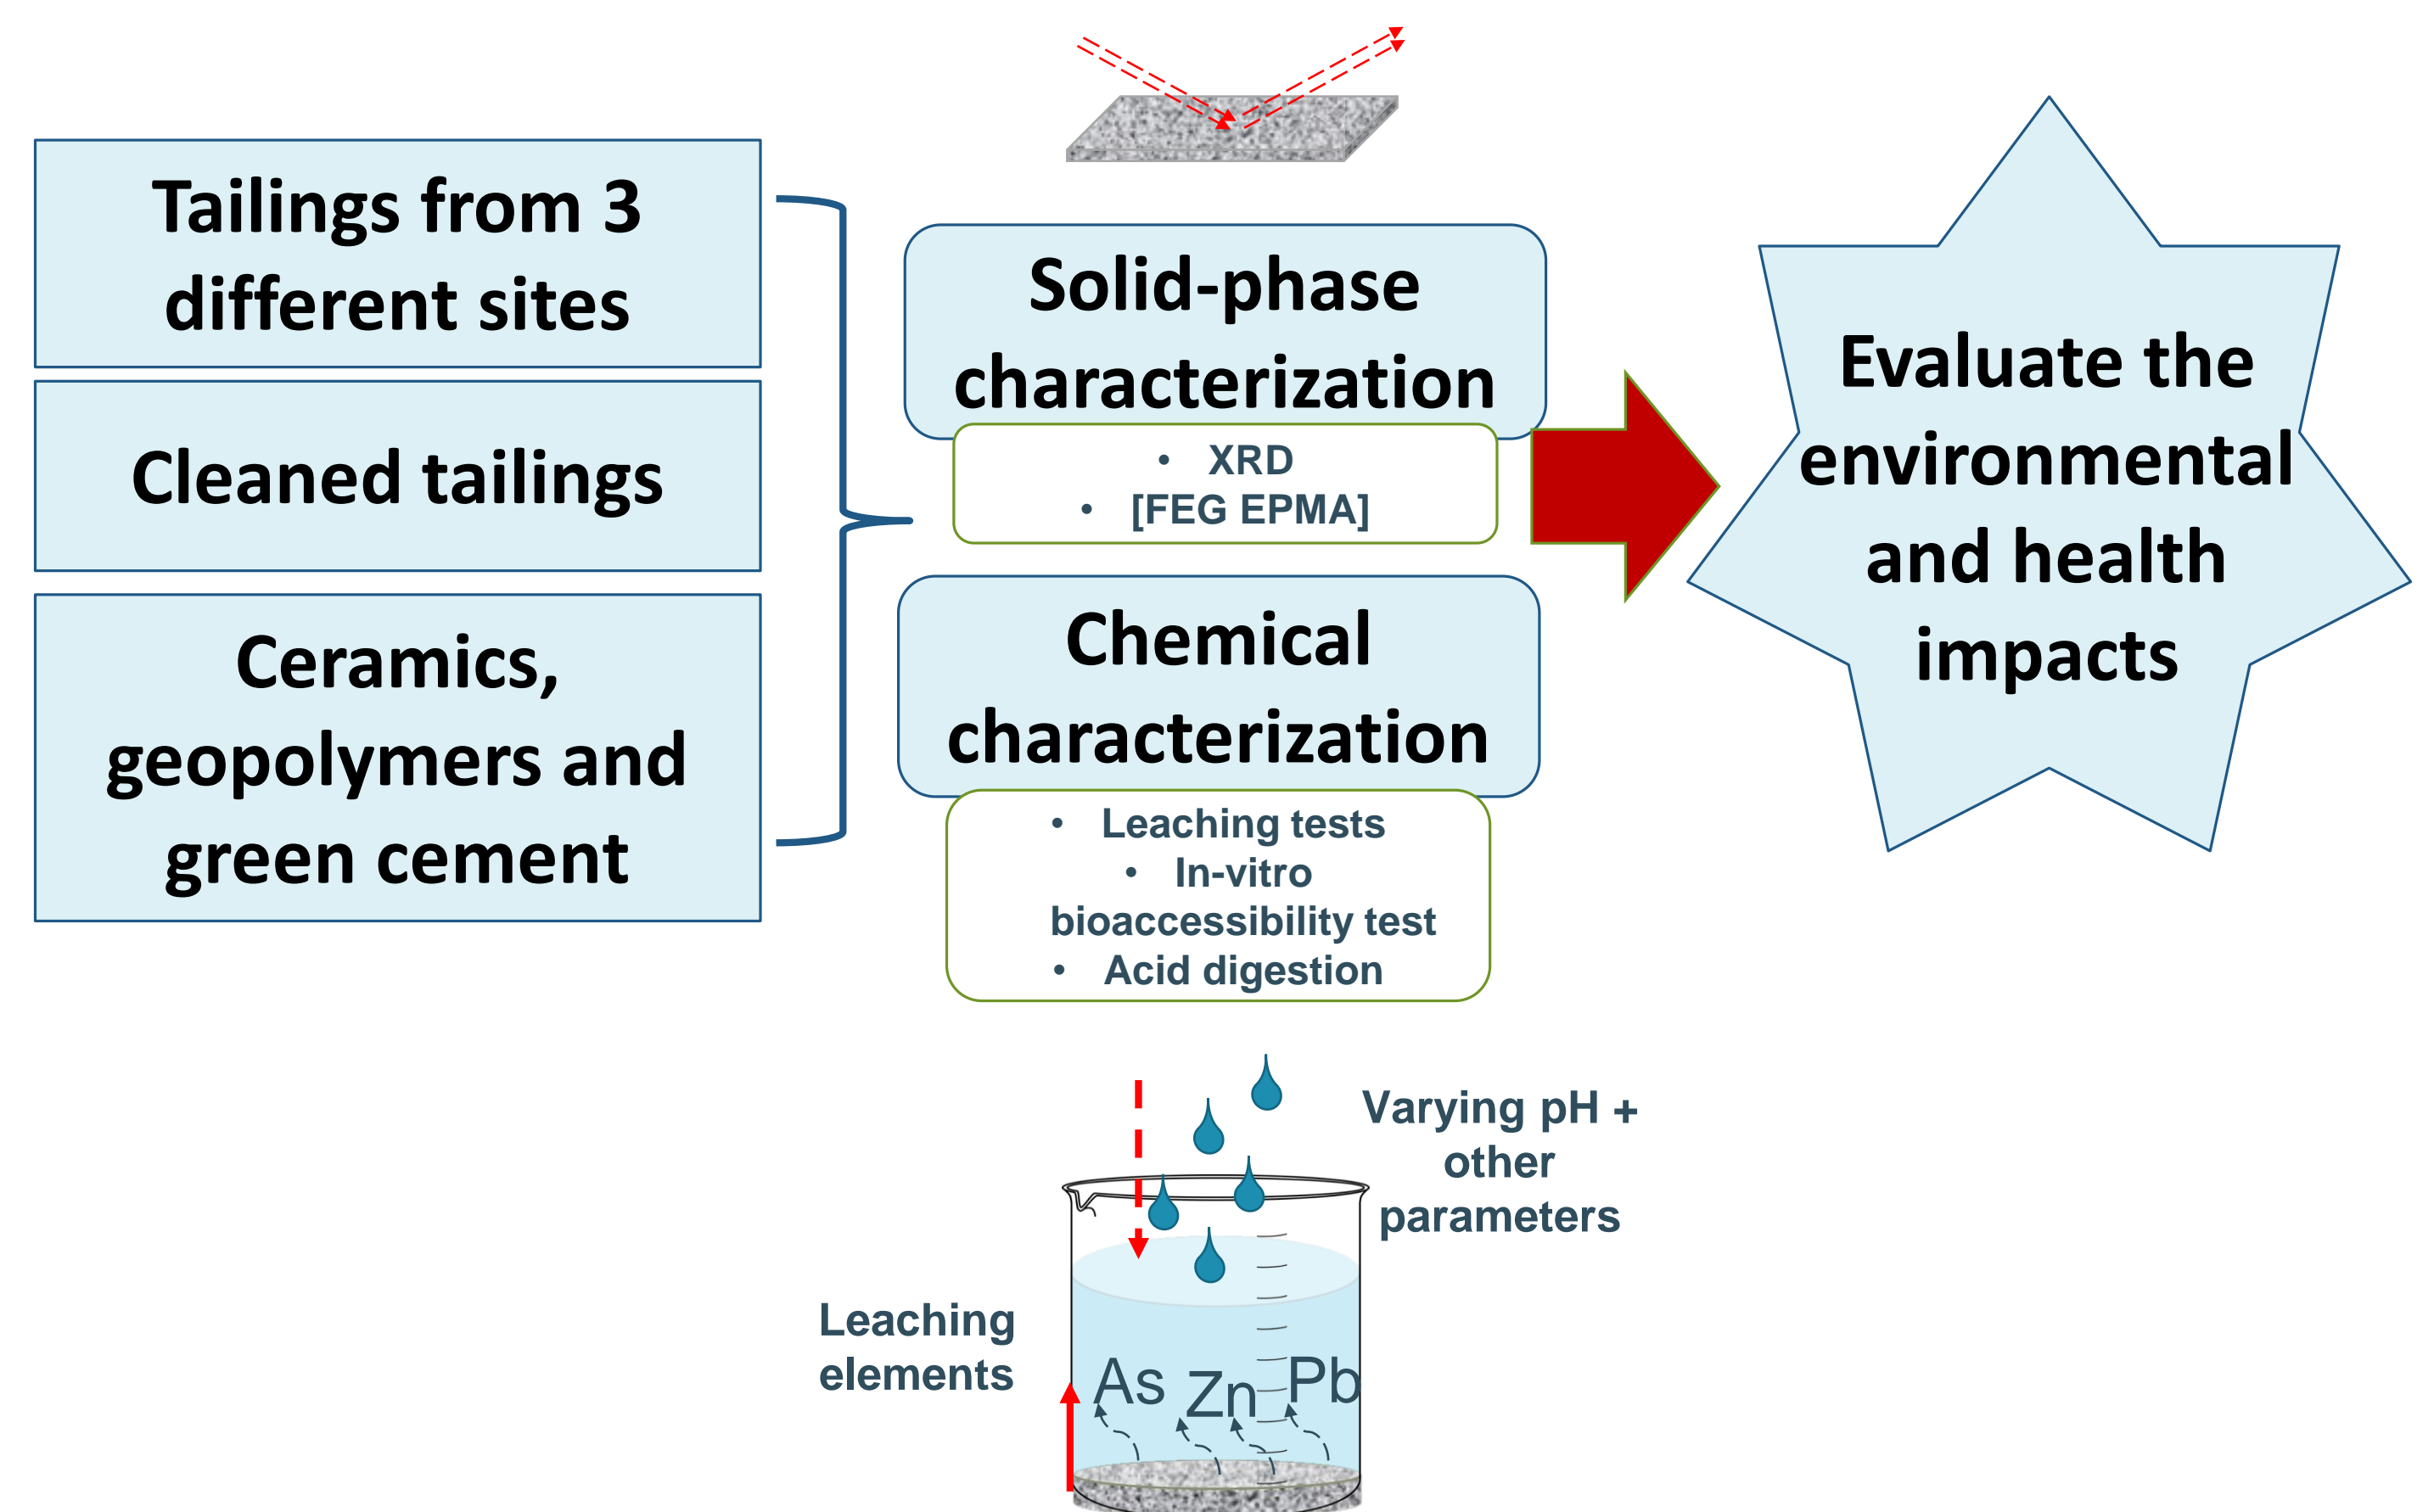 Tailings from 3
different sites
Cleaned tailings
Ceramics,
geopolymers and
green cement
Solid-phase
characterization
• XRD
• [FEG EPMA]
Chemical
characterization
• Leaching tests
• In-vitro
bioaccessibility test
• Acid digestion
Evaluate the
environmental
and health
impacts
Varying pH +
other
parameters
Leaching
elements
As Zn Pb